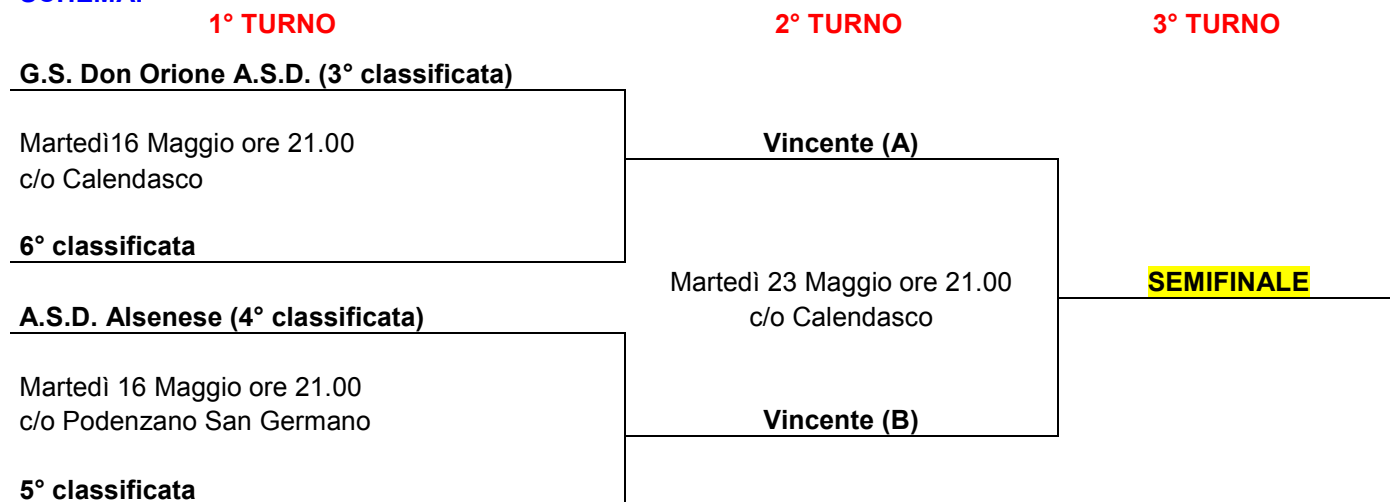 SCHEMA:
1° TURNO 2° TURNO 3° TURNO
G.S. Don Orione A.S.D. (3° classificata)
Martedì16 Maggio ore 21.00
c/o Calendasco
Vincente (A)
6° classificata
Martedì 23 Maggio ore 21.00
c/o Calendasco
SEMIFINALE
A.S.D. Alsenese (4° classificata)
Martedì 16 Maggio ore 21.00
c/o Podenzano San Germano
Vincente (B)
5° classificata